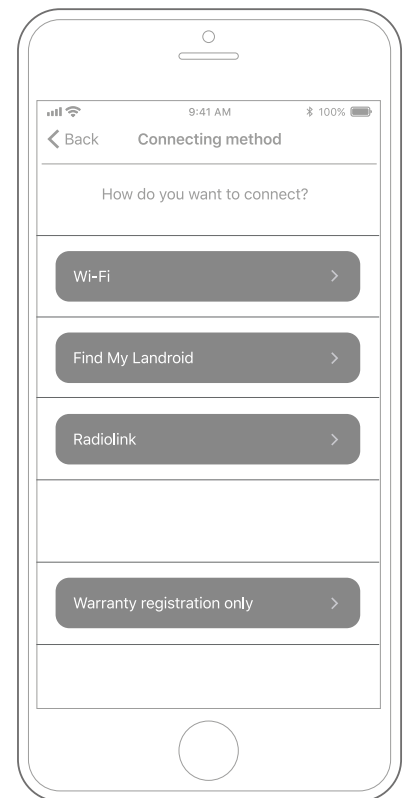 9:41 AM 100%
Back Connecting method
How do you want to connect?
Wi-Fi
Find My Landroid
Radiolink
Warranty registration only